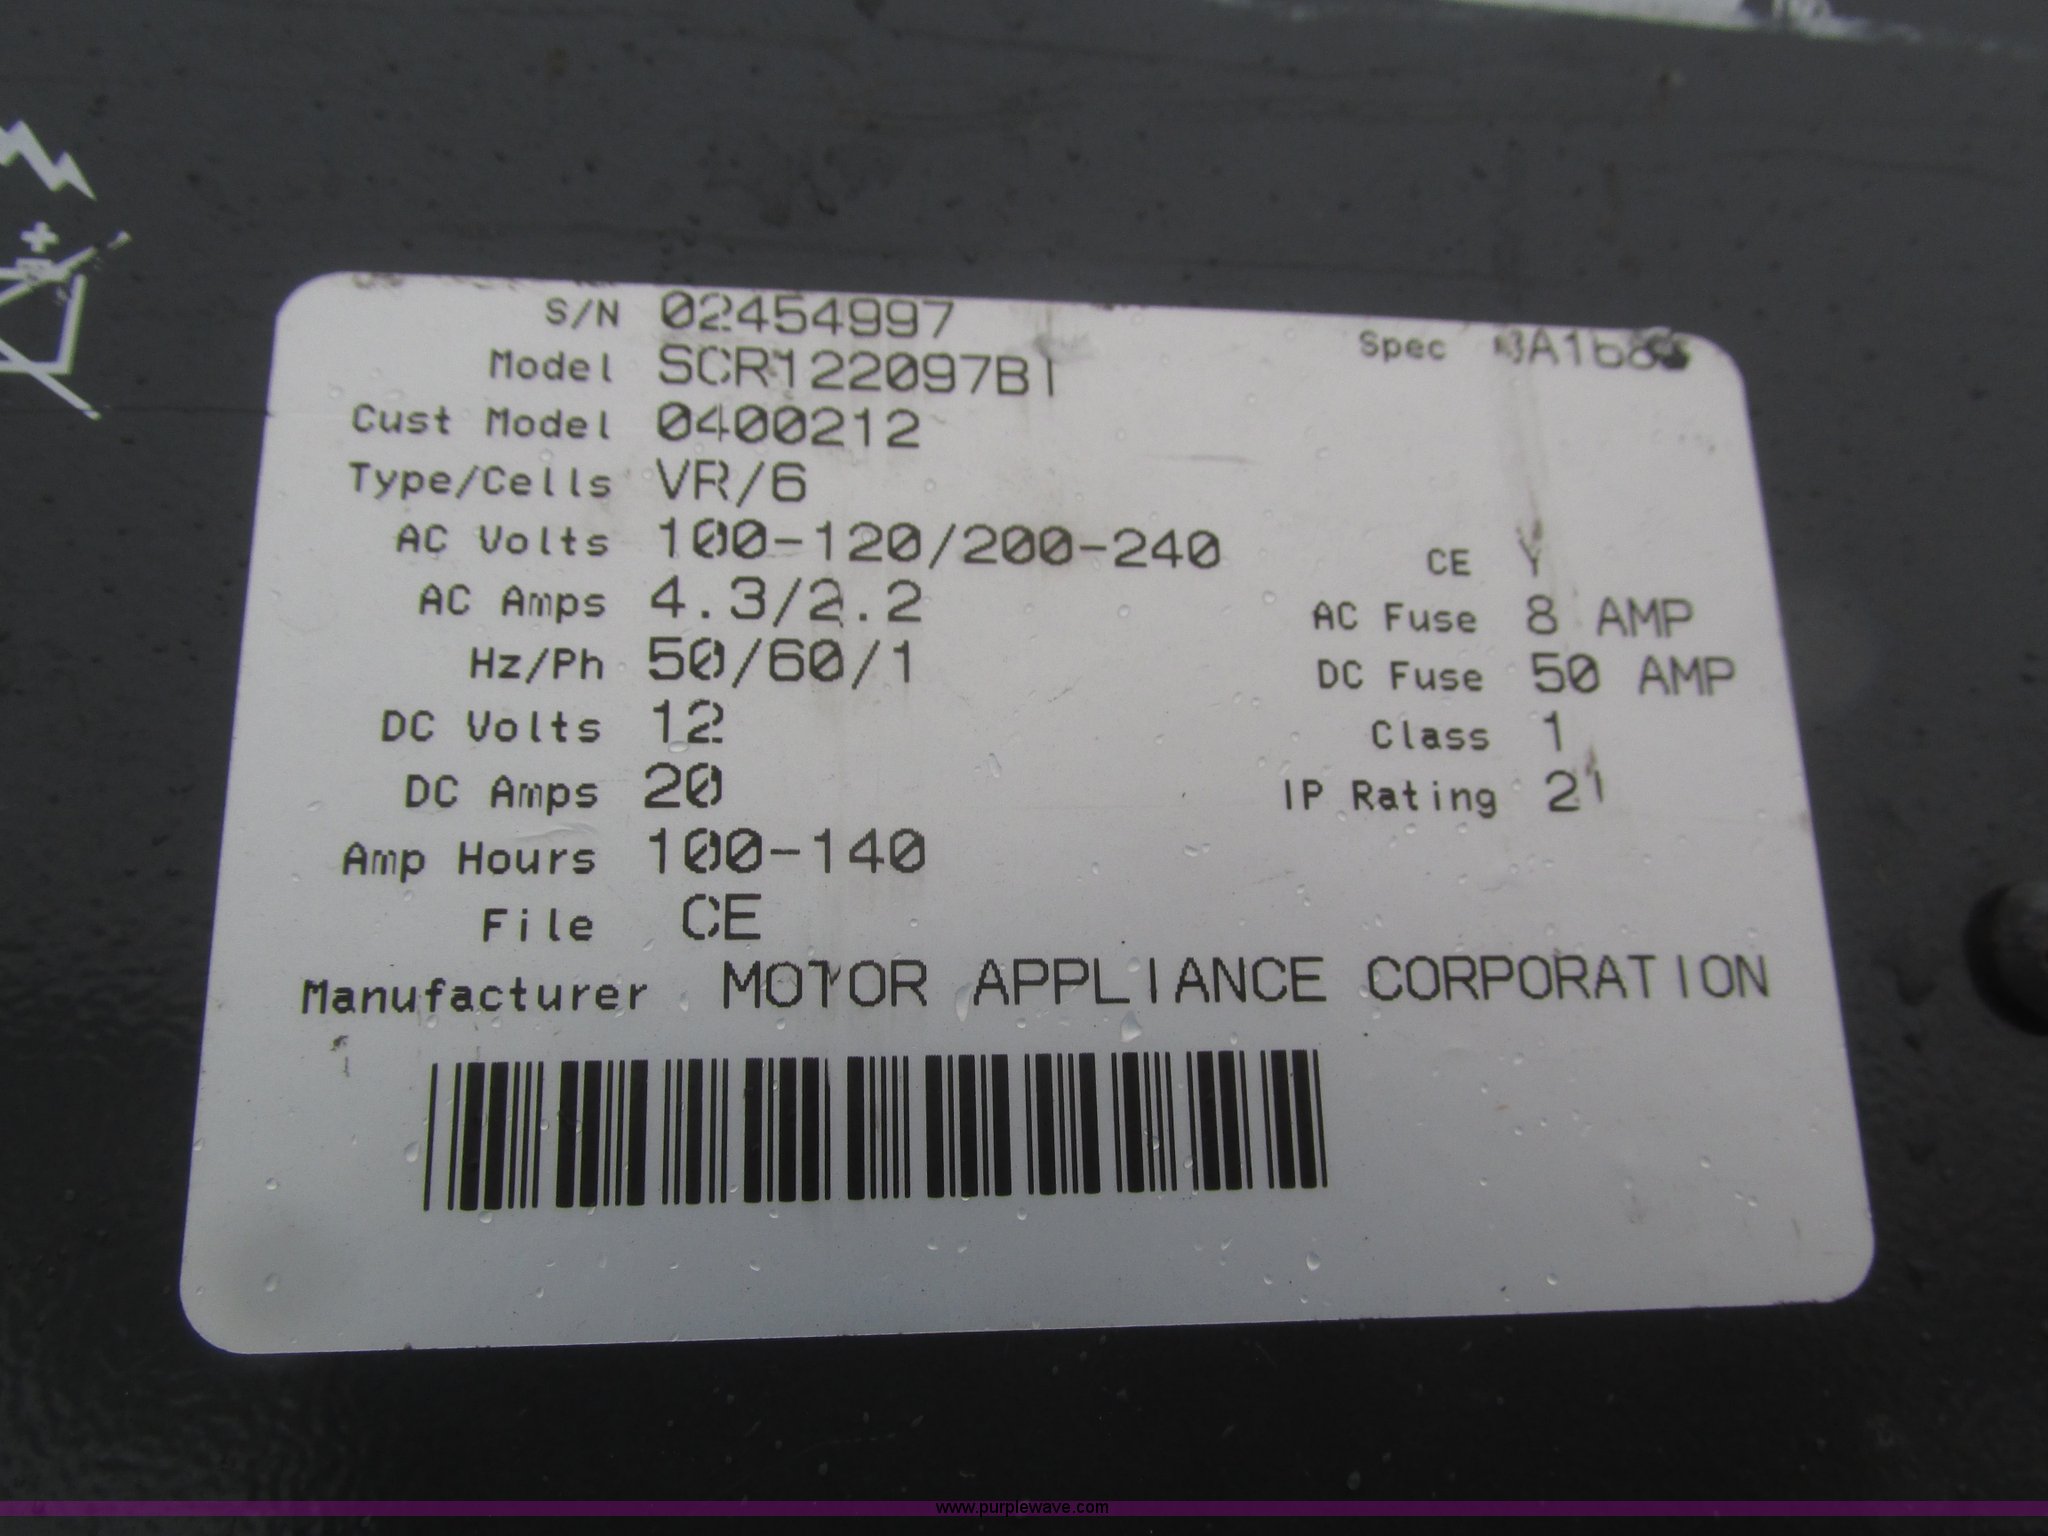 S/N 02454997
Spec
Model SCR122097BI
Cust Model 0400212
Type/Cells VR/6
AC Volts 100-120/200-240
CE Y
AC Amps 4.3/2.2
AC Fuse 8 AMP
Hz/Ph 50/60/1
DC Fuse 50 AMP
DC Volts 12
Class 1
DC Amps 20
IP Rating 21
Amp Hours 100-140
File CE
Manufacturer MOTOR APPLIANCE CORPORATION
www.purplewave.com